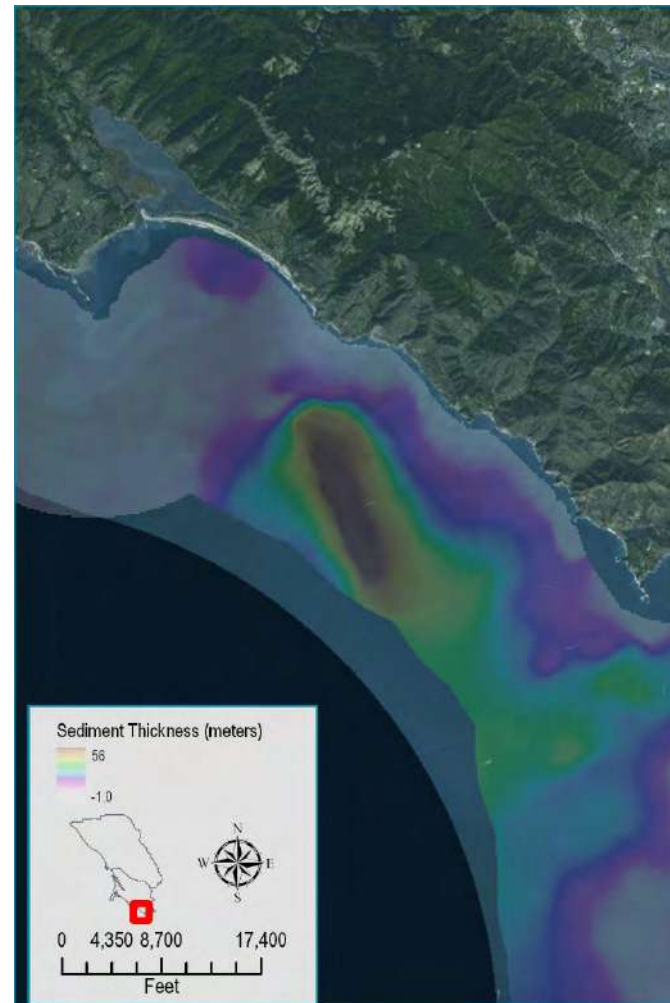 Sediment Thickness (meters)
56
-1.0
N
W E
S
0 4,350 8,700 17,400
Feet